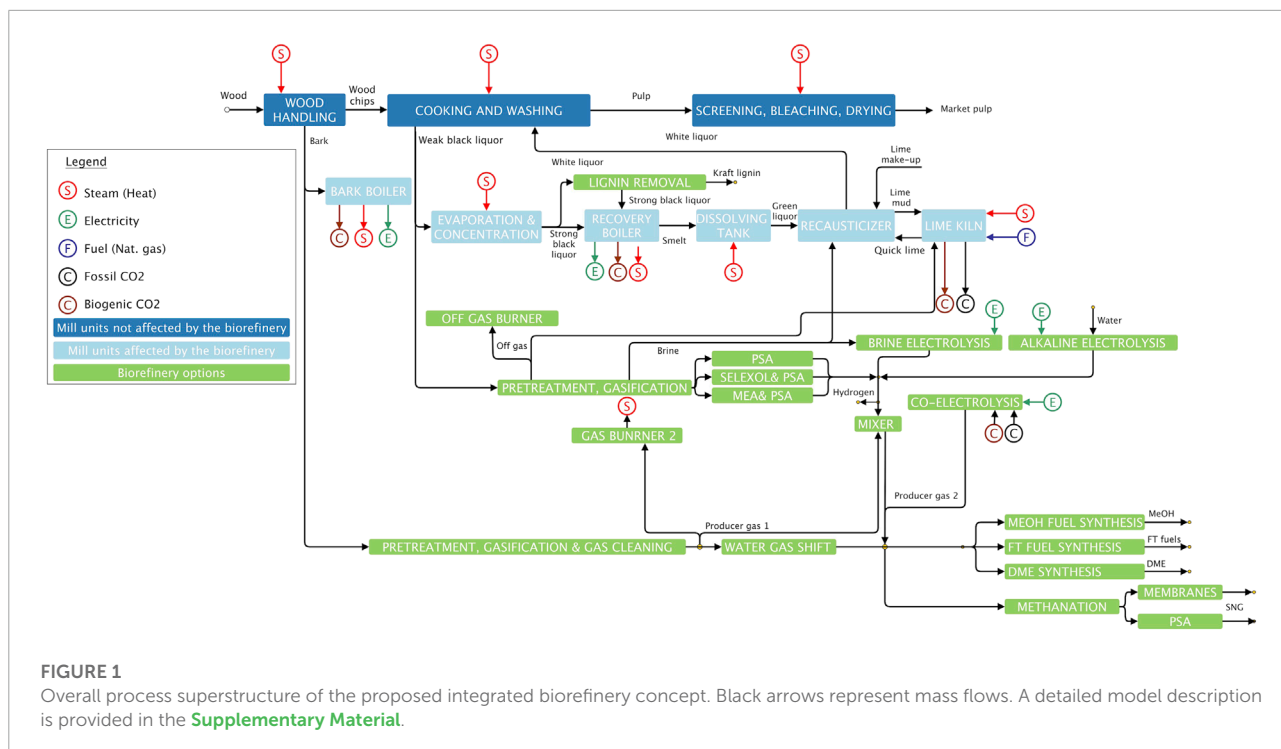 S
S
S
Wood
WOOD HANDLING
Wood chips
COOKING AND WASHING
Pulp
SCREENING, BLEACHING, DRYING
Market pulp
Bark
Weak black liquor
White liquor
Legend
S Steam (Heat)
E Electricity
F Fuel (Nat. gas)
C Fossil CO2
C Biogenic CO2
Mill units not affected by the biorefinery
Mill units affected by the biorefinery
Biorefinery options
BARK BOILER
C
S
E
S
EVAPORATION & CONCENTRATION
White liquor
LIGNIN REMOVAL
Kraft lignin
Strong black liquor
Strong black liquor
RECOVERY BOILER
E
C
S
Smelt
DISSOLVING TANK
S
Green liquor
RECAUSTICIZER
Lime make-up
Lime mud
Quick lime
LIME KILN
S
F
C
C
OFF GAS BURNER
Off gas
Brine
PRETREATMENT, GASIFICATION
PSA
SELEXOL& PSA
MEA& PSA
BRINE ELECTROLYSIS
E
E
Water
ALKALINE ELECTROLYSIS
Hydrogen
MIXER
CO-ELECTROLYSIS
E
C
C
S
GAS BUNRNER 2
Producer gas 1
Producer gas 2
PRETREATMENT, GASIFICATION & GAS CLEANING
WATER GAS SHIFT
MEOH FUEL SYNTHESIS
MeOH
FT FUEL SYNTHESIS
FT fuels
DME SYNTHESIS
DME
METHANATION
MEMBRANES
SNG
PSA
FIGURE 1
Overall process superstructure of the proposed integrated biorefinery concept. Black arrows represent mass flows. A detailed model description
is provided in the Supplementary Material.